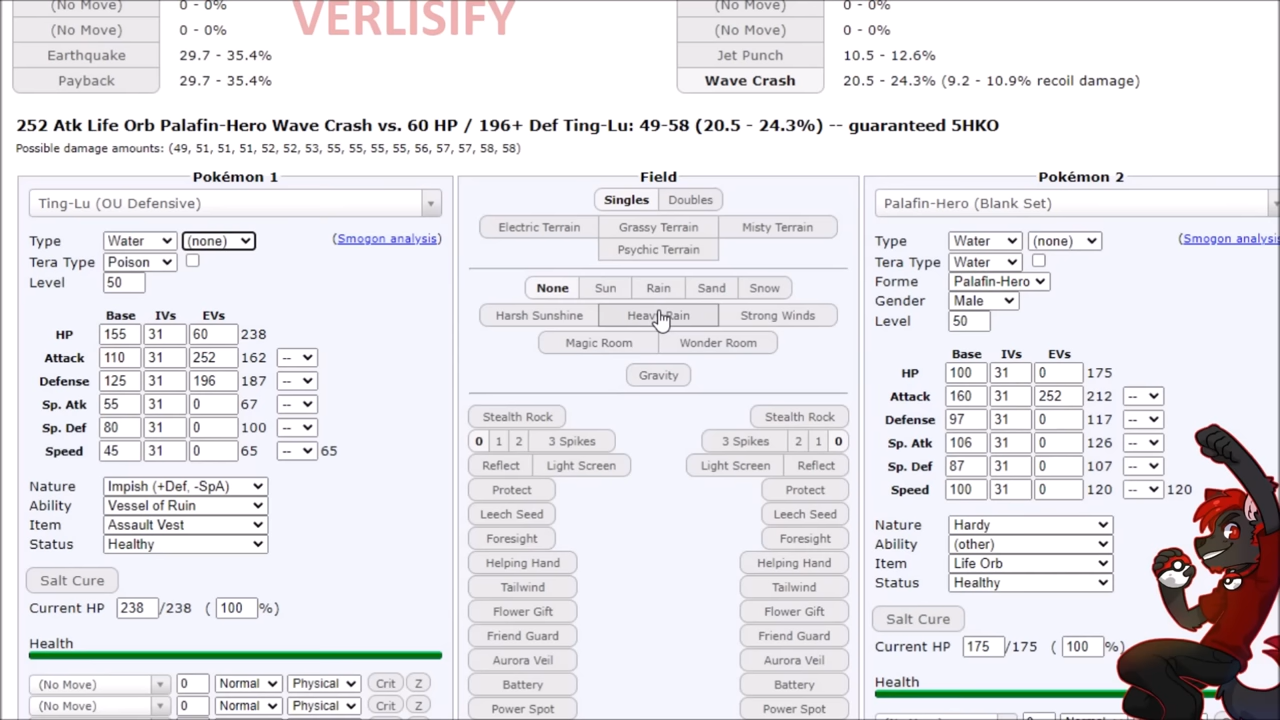 VERLISIFY
(No Move) 0 - 0% (No Move) 0 - 0%
(No Move) 0 - 0% (No Move) 0 - 0%
Earthquake 29.7 - 35.4% Jet Punch 10.5 - 12.6%
Payback 29.7 - 35.4% Wave Crash 20.5 - 24.3% (9.2 - 10.9% recoil damage)
252 Atk Life Orb Palafin-Hero Wave Crash vs. 60 HP / 196+ Def Ting-Lu: 49-58 (20.5 - 24.3%) -- guaranteed 5HKO
Possible damage amounts: (49, 51, 51, 51, 52, 52, 53, 55, 55, 55, 55, 56, 57, 57, 58, 58)
Pokémon 1
Ting-Lu (OU Defensive)
Type Water (none) (Smogon analysis)
Tera Type Poison
Level 50
Base IVs EVs
HP 155 31 60 238
Attack 110 31 252 162 --
Defense 125 31 196 187 --
Sp. Atk 55 31 0 67 --
Sp. Def 80 31 0 100 --
Speed 45 31 0 65 -- 65
Nature Impish (+Def, -SpA)
Ability Vessel of Ruin
Item Assault Vest
Status Healthy
Salt Cure
Current HP 238 /238 ( 100 %)
Health
(No Move) 0 Normal Physical Crit Z
(No Move) 0 Normal Physical Crit Z
Field
Singles Doubles
Electric Terrain Grassy Terrain Misty Terrain
Psychic Terrain
None Sun Rain Sand Snow
Harsh Sunshine Heavy Rain Strong Winds
Magic Room Wonder Room
Gravity
Stealth Rock Stealth Rock
0 1 2 3 Spikes 3 Spikes 2 1 0
Reflect Light Screen Light Screen Reflect
Protect Protect
Leech Seed Leech Seed
Foresight Foresight
Helping Hand Helping Hand
Tailwind Tailwind
Flower Gift Flower Gift
Friend Guard Friend Guard
Aurora Veil Aurora Veil
Battery Battery
Power Spot Power Spot
Pokémon 2
Palafin-Hero (Blank Set)
Type Water (none) (Smogon analysis
Tera Type Water
Forme Palafin-Hero
Gender Male
Level 50
Base IVs EVs
HP 100 31 0 175
Attack 160 31 252 212 --
Defense 97 31 0 117 --
Sp. Atk 106 31 0 126 --
Sp. Def 87 31 0 107 --
Speed 100 31 0 120 -- 120
Nature Hardy
Ability (other)
Item Life Orb
Status Healthy
Salt Cure
Current HP 175 /175 ( 100 %)
Health